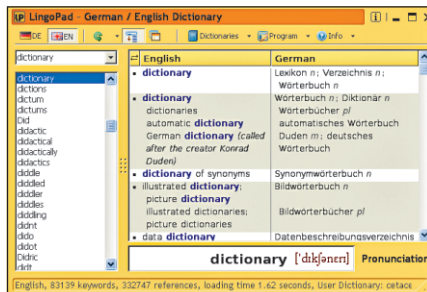 LingoPad - German / English Dictionary
DE EN Dictionaries Program Info
dictionary
dictionary
dictions
dictum
dictums
Did
didactic
didactical
didactically
didactics
diddle
diddled
diddler
diddles
diddling
didnt
dido
didot
Didric
didt
English German
dictionary Lexikon n; Verzeichnis n;
Wörterbuch n
dictionary Wörterbuch n; Diktionär n
dictionaries Wörterbücher pl
automatic dictionary automatisches Wörterbuch
German dictionary (called Duden m; deutsches
after the creator Konrad Wörterbuch
Duden)
dictionary of synonyms Synonymwörterbuch n
illustrated dictionary; Bildwörterbuch n
picture dictionary
illustrated dictionaries; Bildwörterbücher pl
picture dictionaries
data dictionary Datenbeschreibungsverzeichnis
dictionary Pronunciation
English, 83139 keywords, 332747 references, loading time 1.62 seconds, User Dictionary: cetace